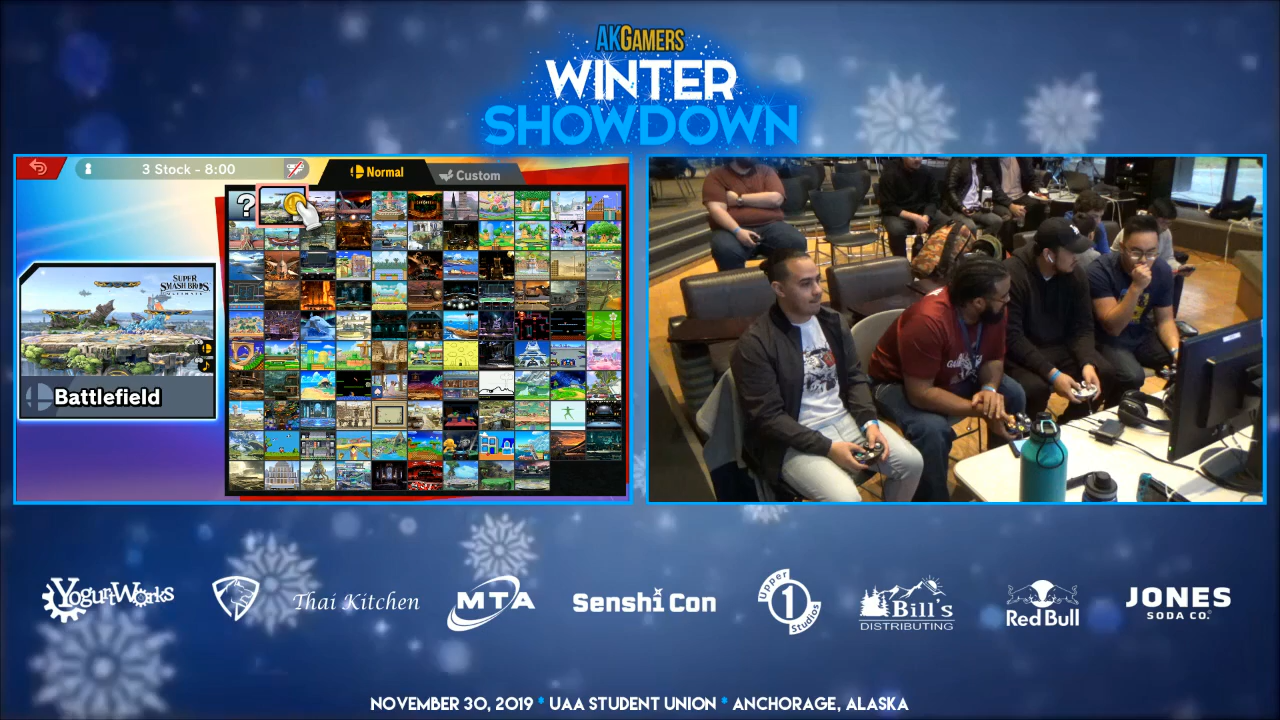 AKGAMERS
WINTER
SHOWDOWN
3 Stock - 8:00
Normal
Custom
?
SUPER
SMASH BROS.
ULTIMATE
Battlefield
YogurtWorks
Thai Kitchen
MTA
Senshi Con
Upper
1
Studios
Bill's
DISTRIBUTING
Red Bull
JONES
SODA CO.
NOVEMBER 30, 2019 * UAA STUDENT UNION * ANCHORAGE, ALASKA